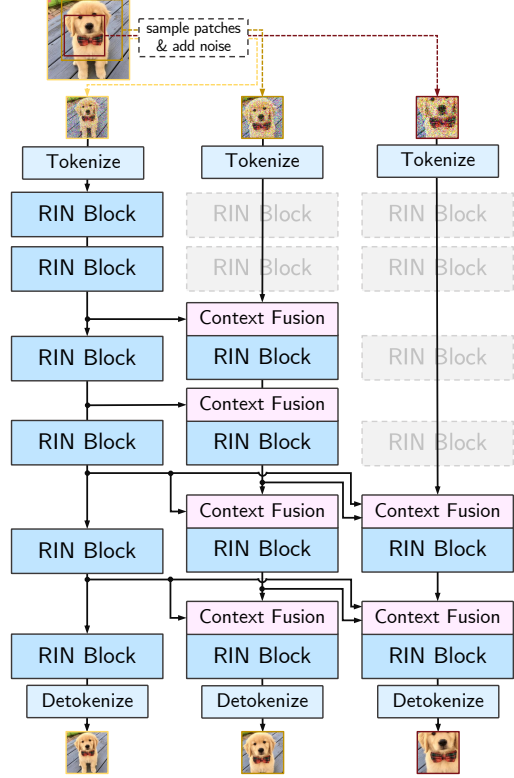 sample patches
& add noise
Tokenize
Tokenize
Tokenize
RIN Block
RIN Block
RIN Block
RIN Block
RIN Block
RIN Block
Context Fusion
RIN Block
RIN Block
RIN Block
Context Fusion
RIN Block
RIN Block
RIN Block
Context Fusion
Context Fusion
RIN Block
RIN Block
RIN Block
Context Fusion
Context Fusion
RIN Block
RIN Block
RIN Block
Detokenize
Detokenize
Detokenize